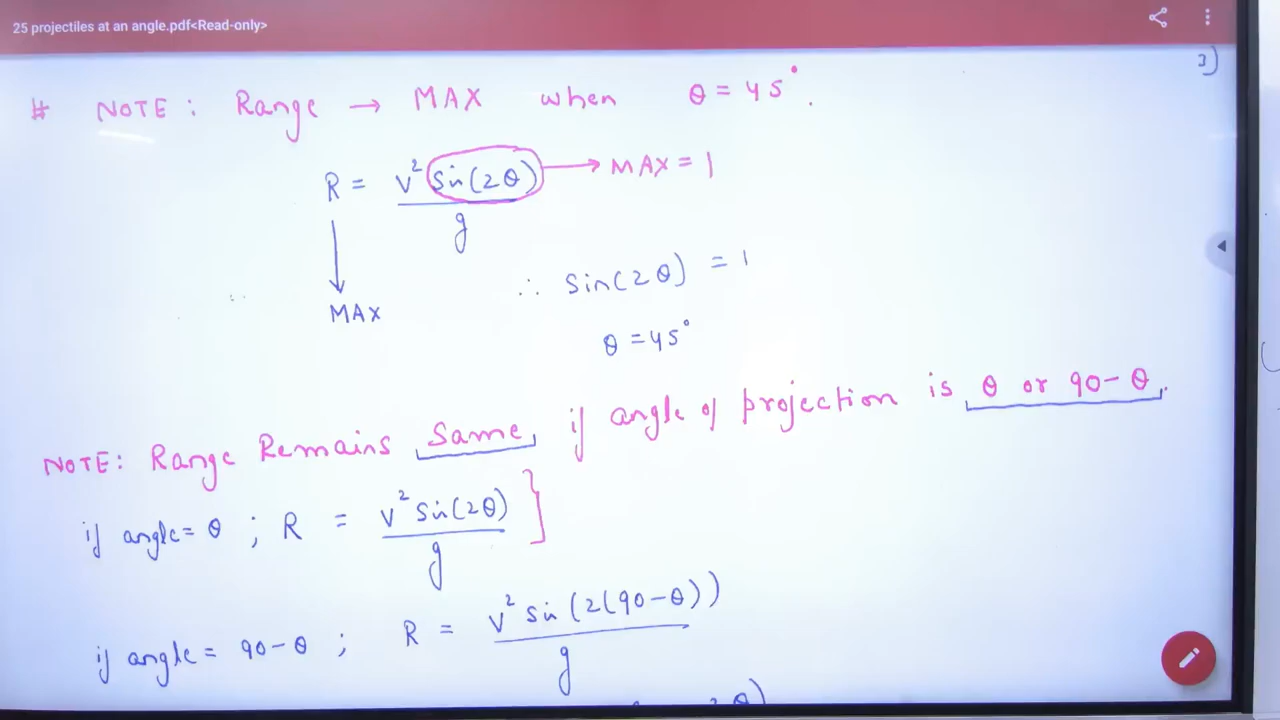 25 projectiles at an angle.pdf<Read-only>
# NOTE : Range → MAX when θ = 45°.
R = v² sin(2θ) / g → MAX = 1
MAX
∴ Sin(2θ) = 1
θ = 45°
NOTE: Range Remains Same if angle of projection is θ or 90-θ.
if angle = θ ; R = v² Sin(2θ) / g
if angle = 90-θ ; R = v² sin(2(90-θ)) / g